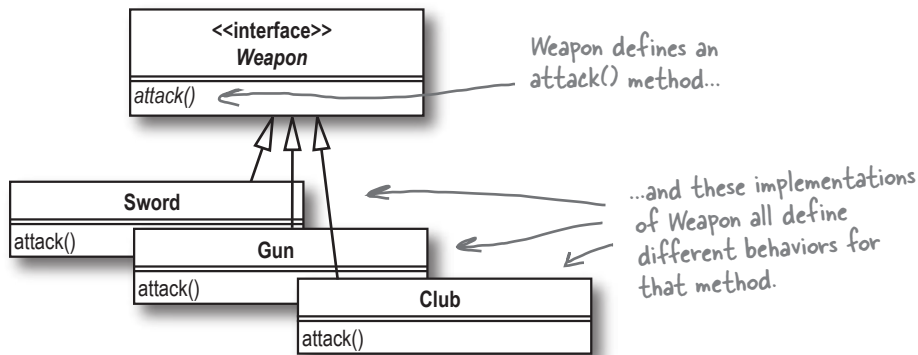 <<interface>>
Weapon
attack()
Weapon defines an
attack() method...
Sword
attack()
Gun
attack()
Club
attack()
...and these implementations
of Weapon all define
different behaviors for
that method.